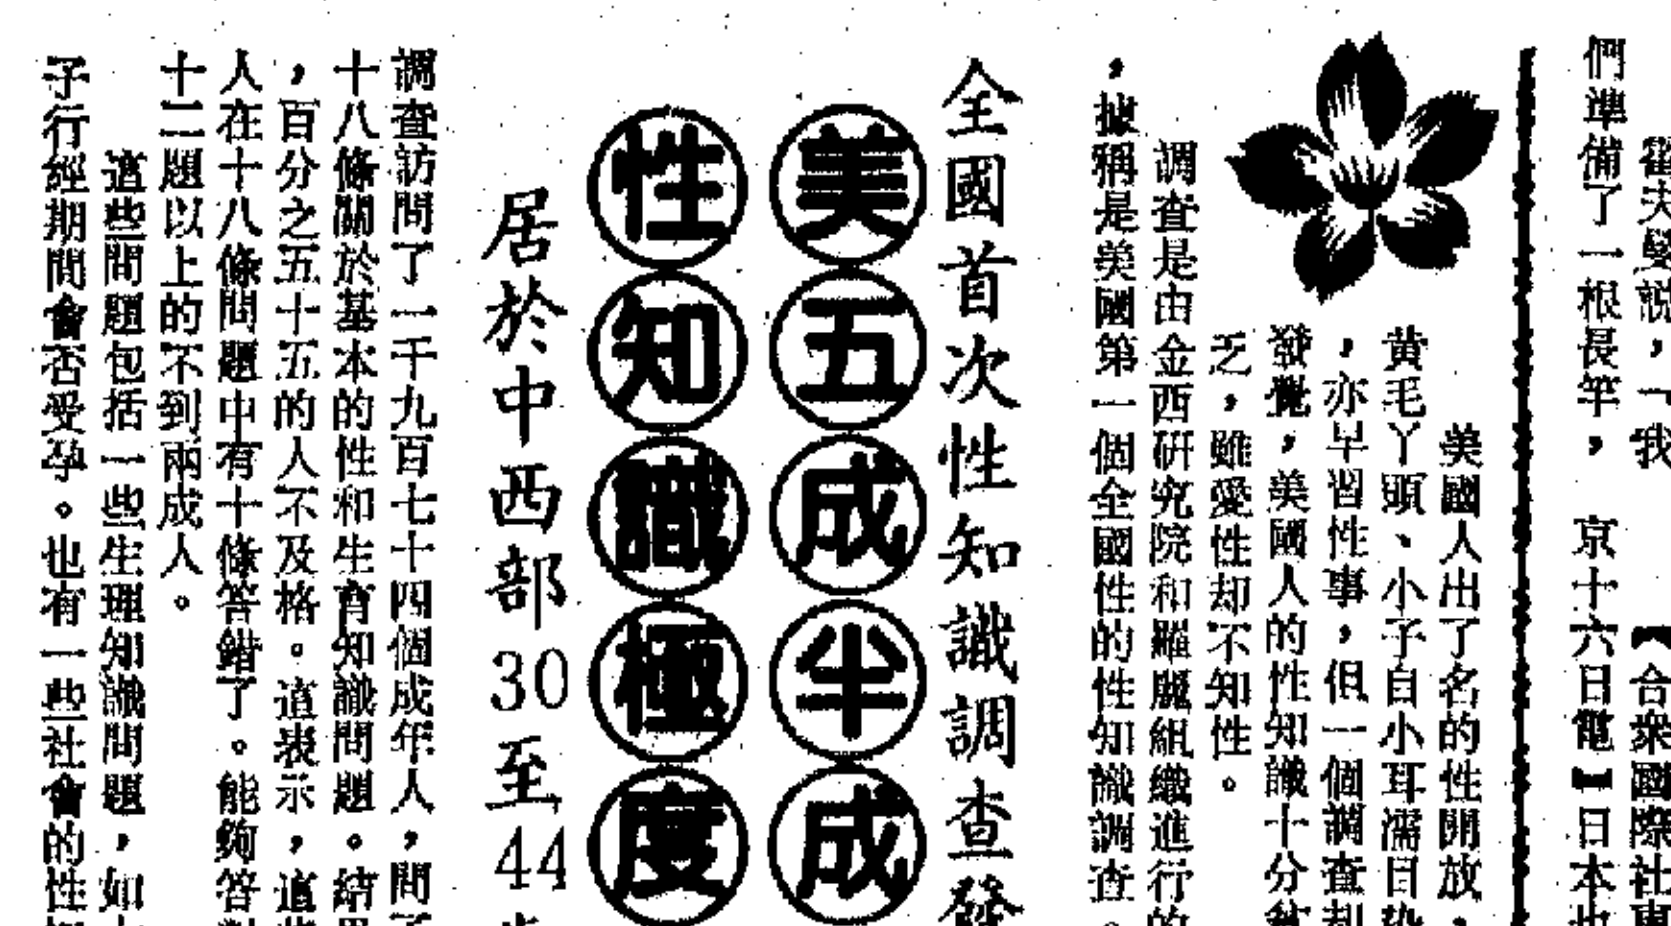 霍夫曼説，「我
們準備了一根長竿，
【合衆國際社東
京十六日電】日本也
美國人出了名的性開放，
黃毛丫頭、小子自小耳濡目染
，亦早習性事，但一個調查却
發覺，美國人的性知識十分缺
乏，雖愛性却不知性。
調查是由金西研究院和羅麗組織進行的
，據稱是美國第一個全國性的性知識調查。
全國首次性知識調查發
美五成半成
性知識極度
居於中西部30至44
調查訪問了一千九百七十四個成年人，問了
十八條關於基本的性和生育知識問題。結果
，百分之五十五的人不及格。這表示，這些
人在十八條問題中有十條答錯了。能夠答對
十二題以上的不到兩成人。
這些問題包括一些生理知識問題，如
子行經期間會否受孕。也有一些社會的性